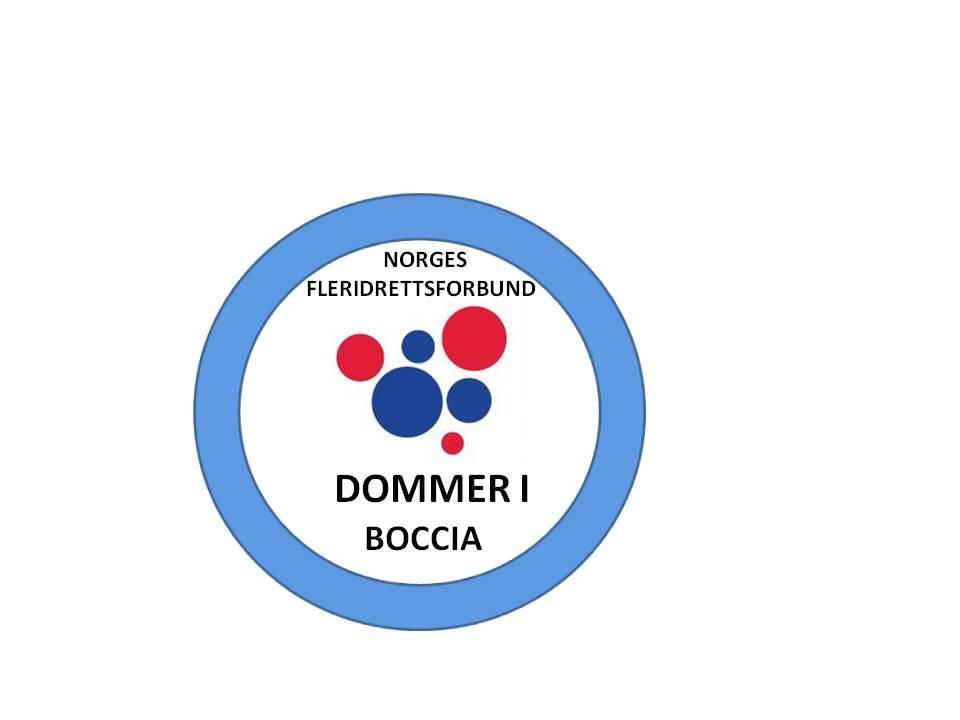 NORGES
FLERIDRETTSFORBUND
DOMMER I
BOCCIA